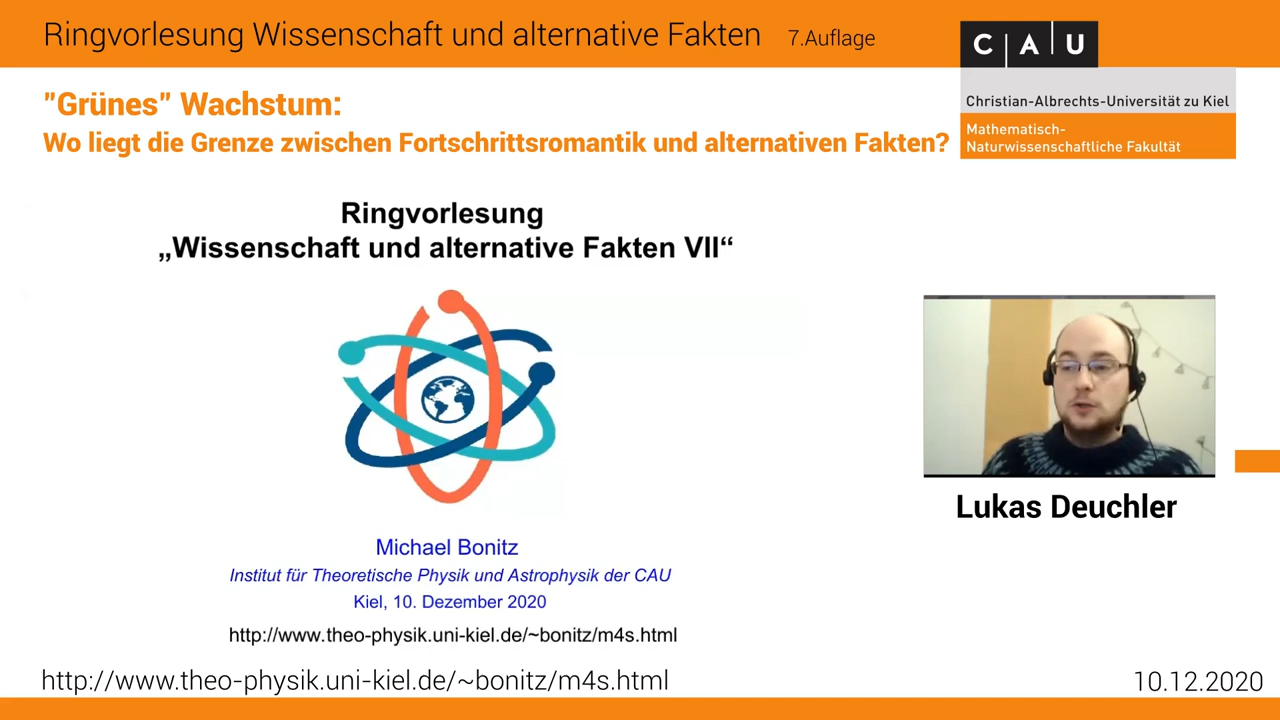 Ringvorlesung Wissenschaft und alternative Fakten 7.Auflage
CAU
Christian-Albrechts-Universität zu Kiel
Mathematisch-
Naturwissenschaftliche Fakultät
"Grünes" Wachstum:
Wo liegt die Grenze zwischen Fortschrittsromantik und alternativen Fakten?
Ringvorlesung
„Wissenschaft und alternative Fakten VII“
Lukas Deuchler
Michael Bonitz
Institut für Theoretische Physik und Astrophysik der CAU
Kiel, 10. Dezember 2020
http://www.theo-physik.uni-kiel.de/~bonitz/m4s.html
http://www.theo-physik.uni-kiel.de/~bonitz/m4s.html
10.12.2020